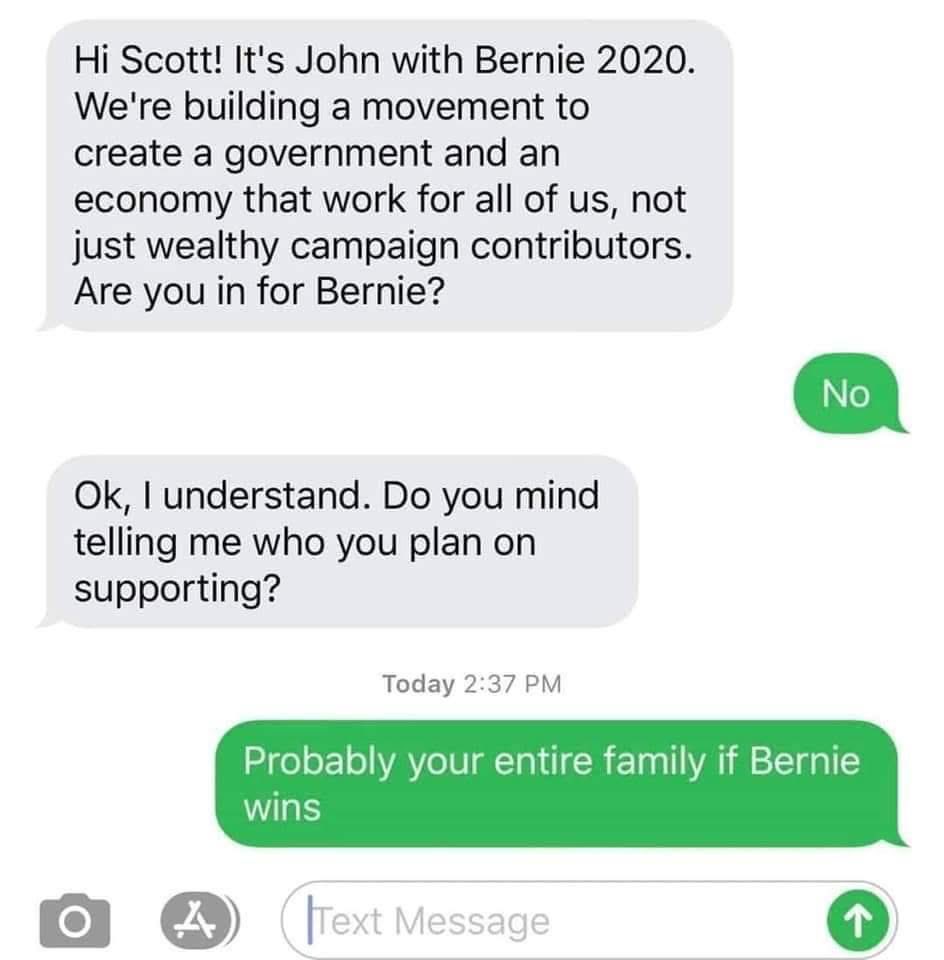 Hi Scott! It's John with Bernie 2020.
We're building a movement to
create a government and an
economy that work for all of us, not
just wealthy campaign contributors.
Are you in for Bernie?
No
Ok, I understand. Do you mind
telling me who you plan on
supporting?
Today 2:37 PM
Probably your entire family if Bernie
wins
Text Message